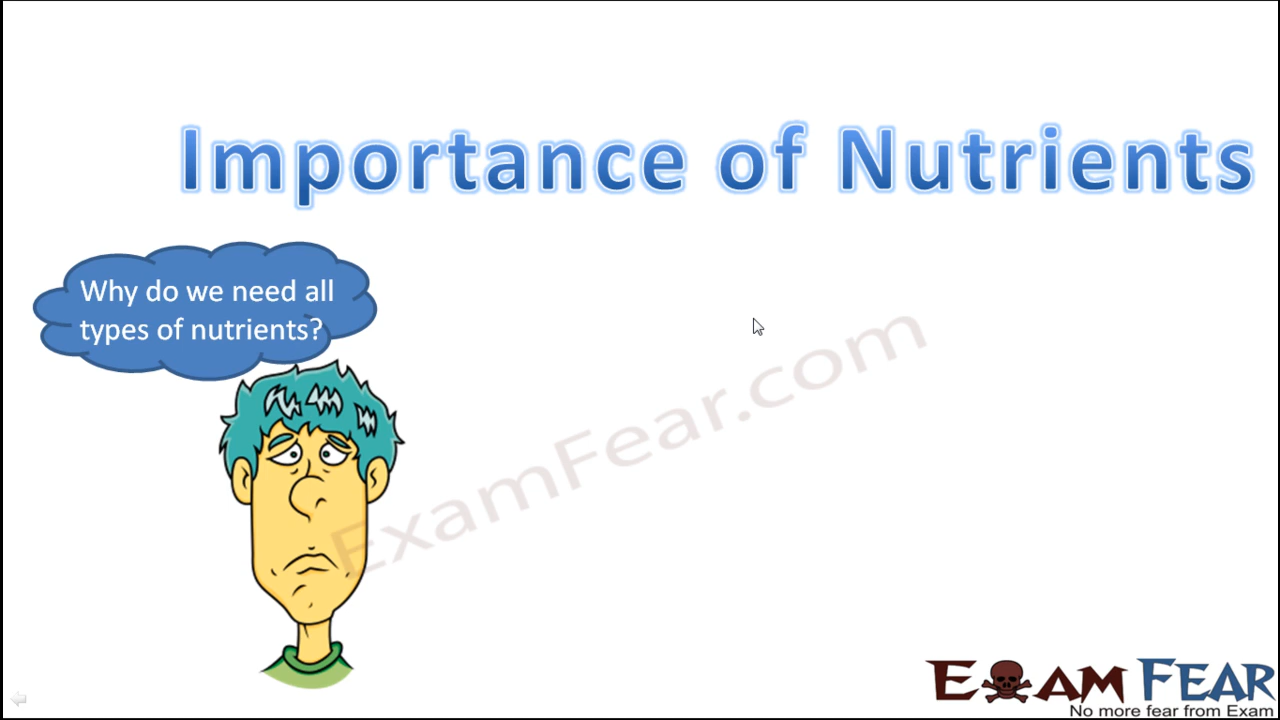 Importance of Nutrients
Why do we need all
types of nutrients?
ExamFear.com
EXAM FEAR
No more fear from Exam